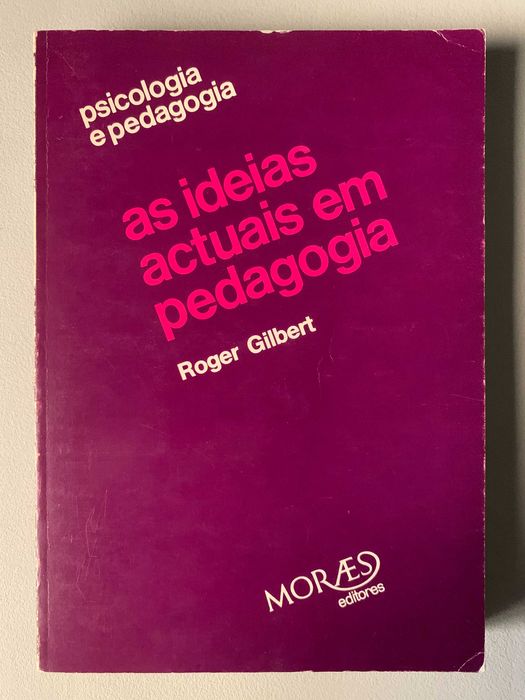 psicologia
e pedagogia
as ideias
actuais em
pedagogia
Roger Gilbert
MORÆS
editores